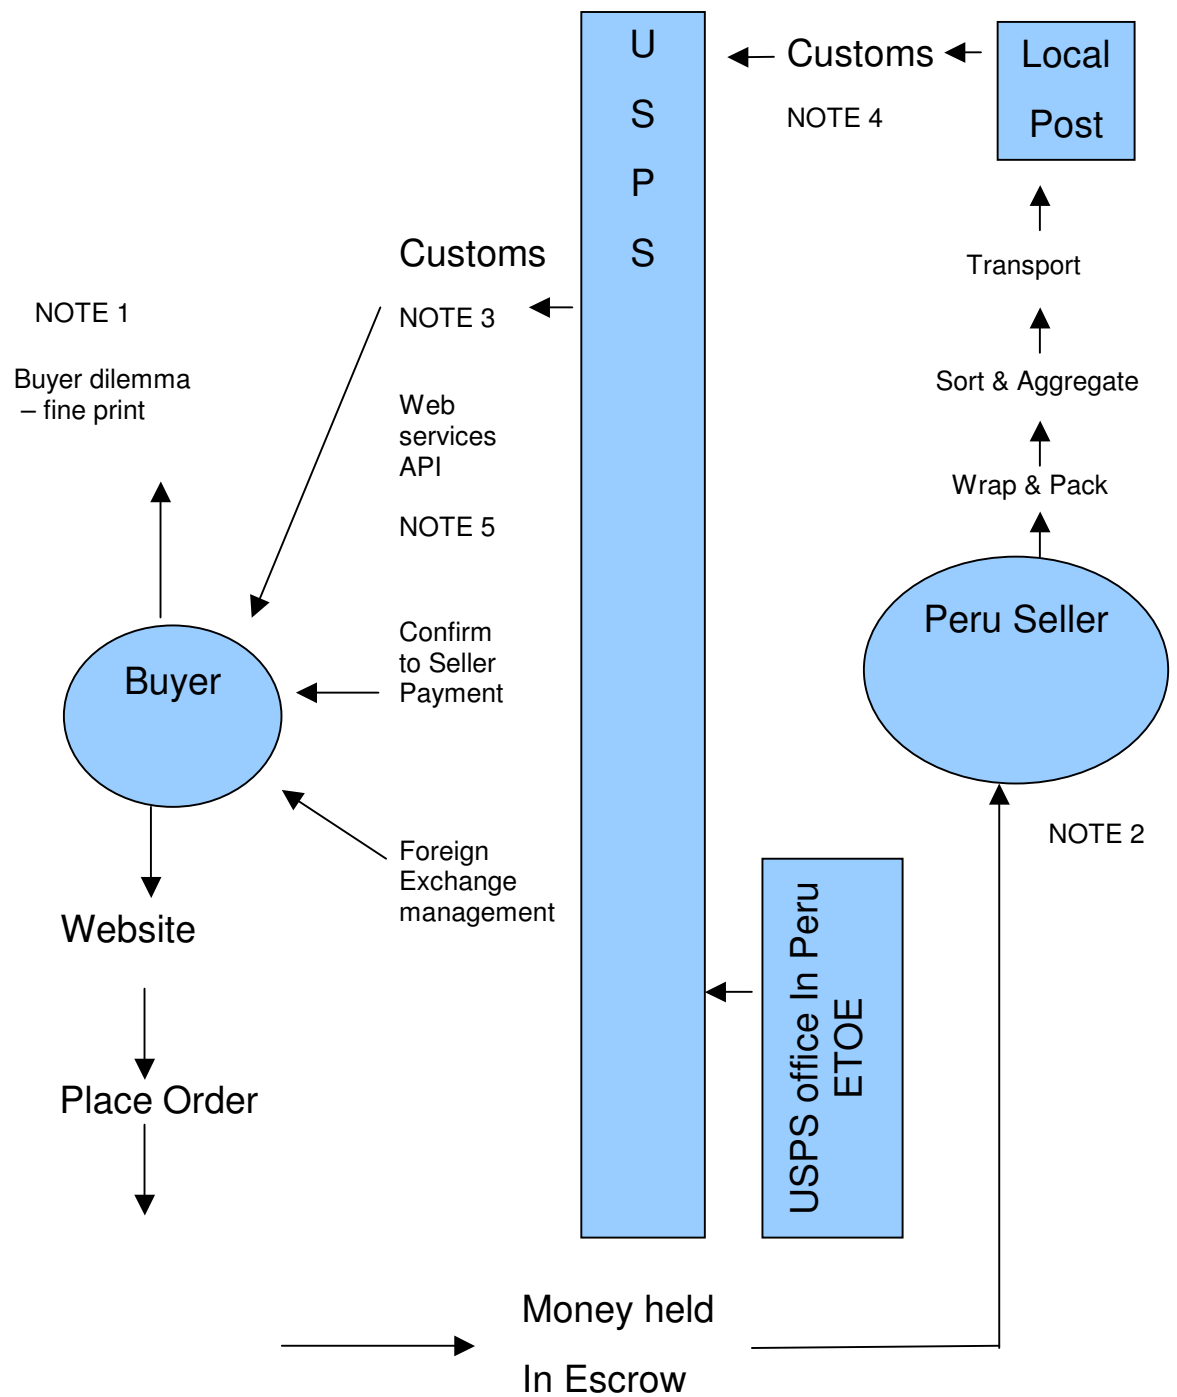 U
S
P
S
Customs
NOTE 4
Local
Post
Transport
Sort & Aggregate
Wrap & Pack
Peru Seller
NOTE 2
Customs
NOTE 3
Web
services
API
NOTE 5
Confirm
to Seller
Payment
Foreign
Exchange
management
NOTE 1
Buyer dilemma
– fine print
Buyer
Website
Place Order
USPS office In Peru
ETOE
Money held
In Escrow